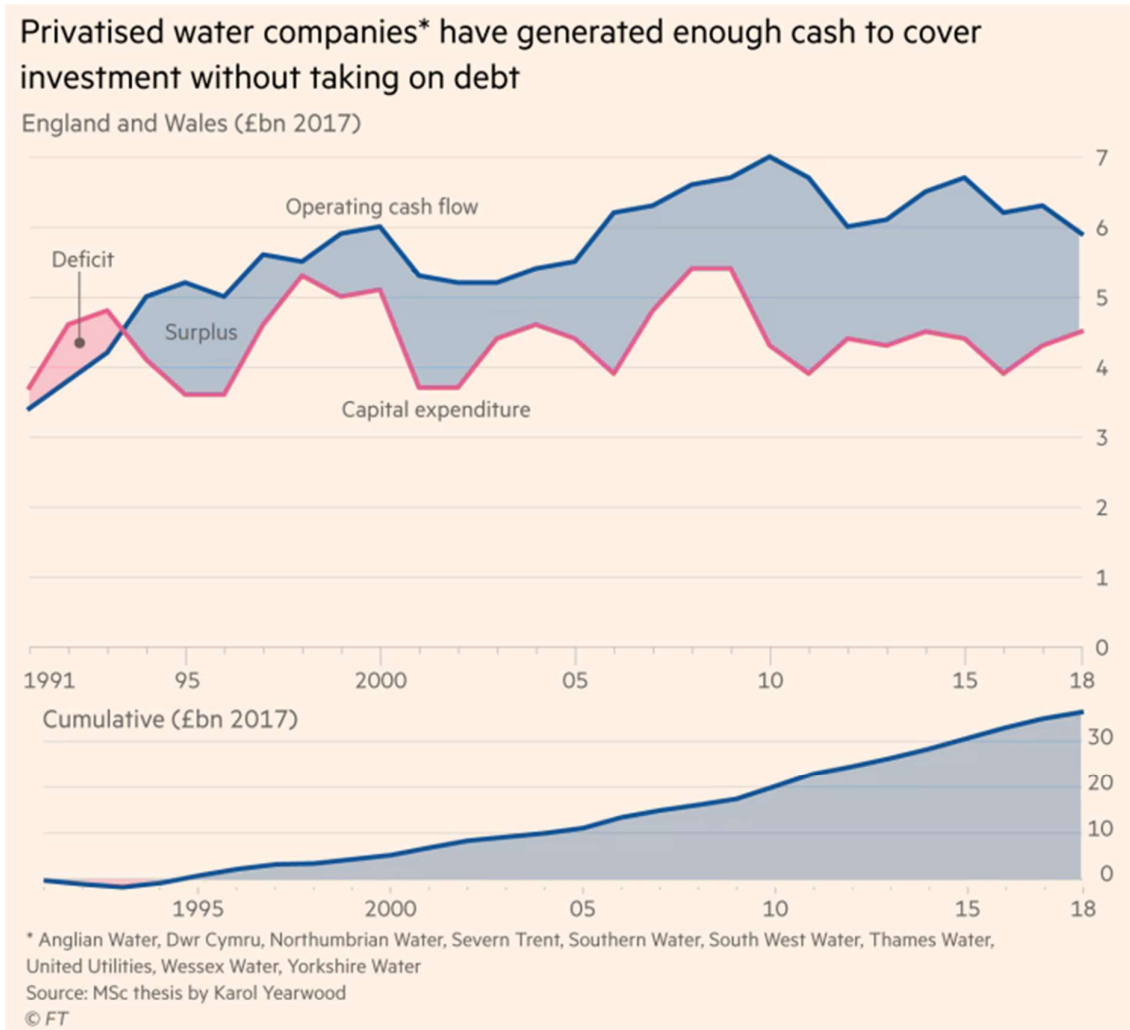 Privatised water companies* have generated enough cash to cover
investment without taking on debt
England and Wales (£bn 2017)
7
Operating cash flow
6
Deficit
5
Surplus
4
Capital expenditure
3
2
1
0
1991 95 2000 05 10 15 18
Cumulative (£bn 2017)
30
20
10
0
1995 2000 05 10 15 18
* Anglian Water, Dwr Cymru, Northumbrian Water, Severn Trent, Southern Water, South West Water, Thames Water,
United Utilities, Wessex Water, Yorkshire Water
Source: MSc thesis by Karol Yearwood
© FT